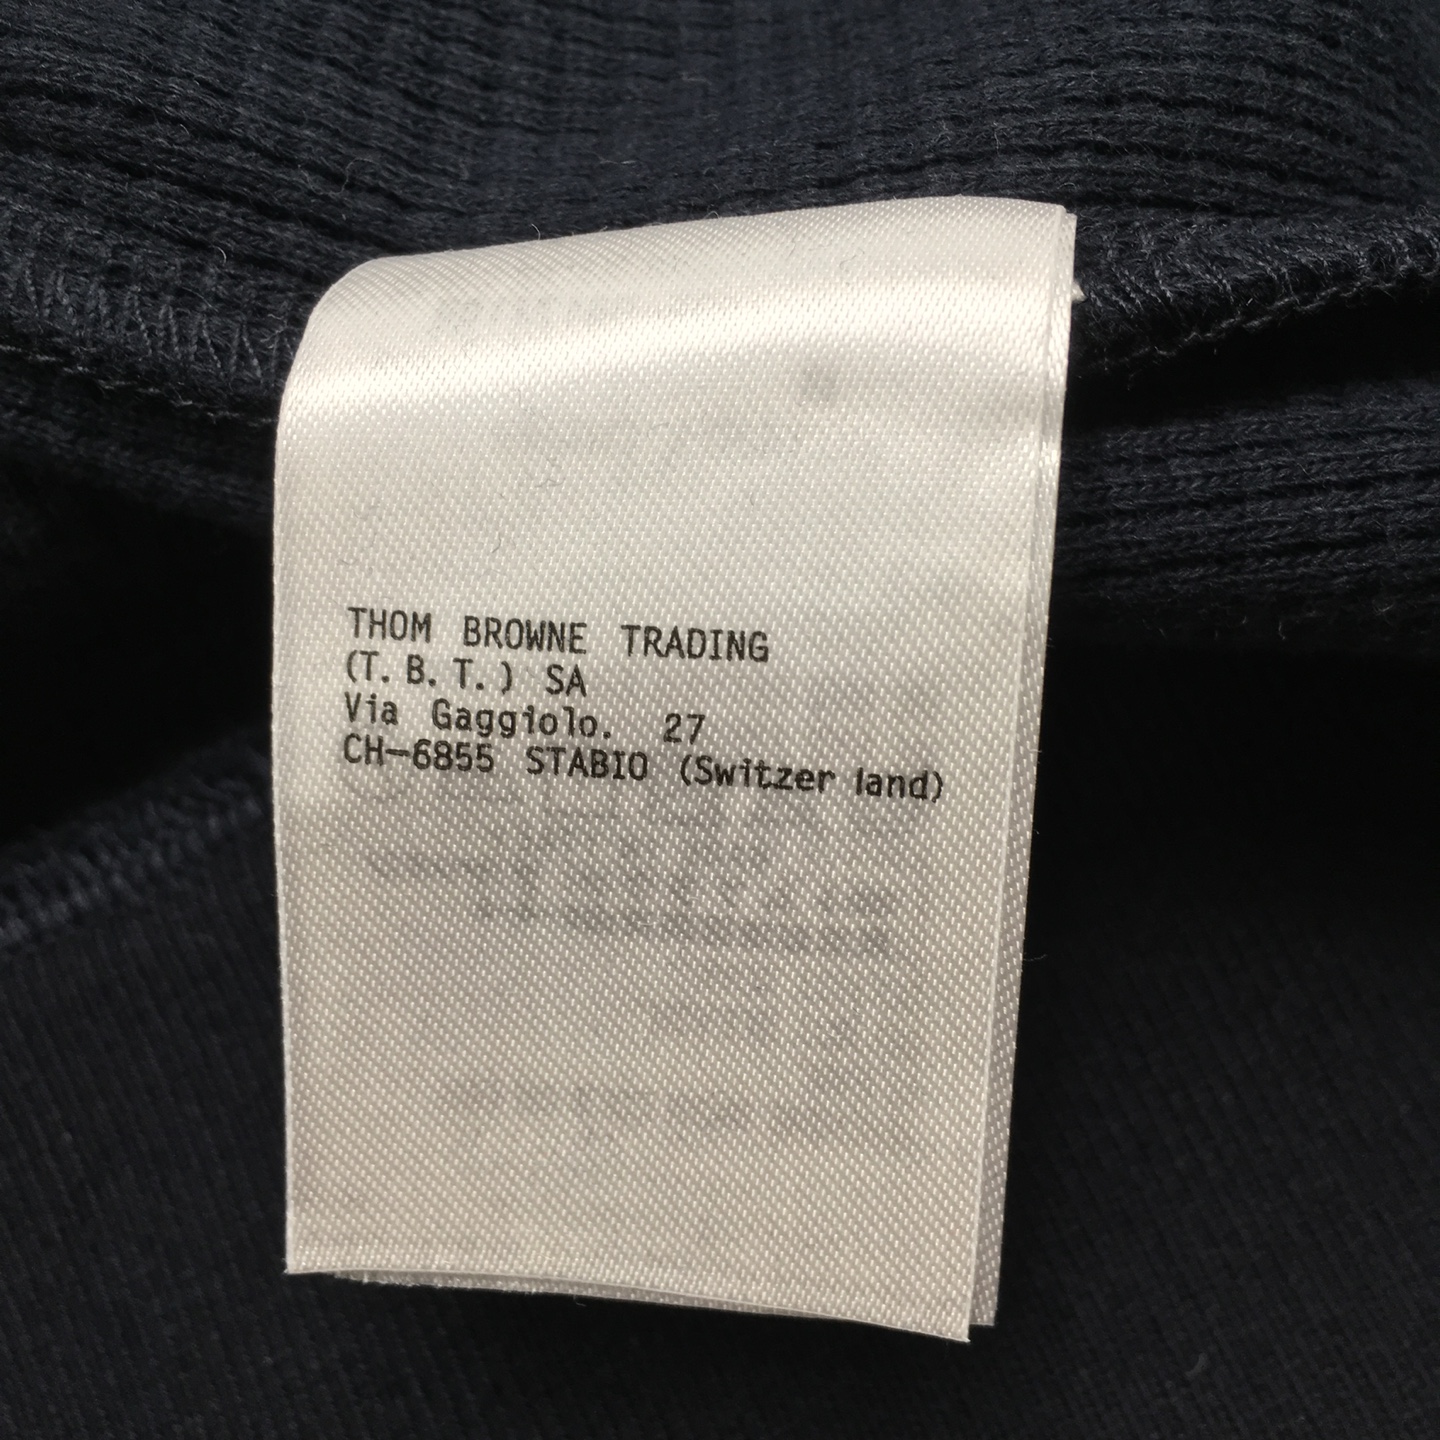 THOM BROWNE TRADING
(T.B.T.) SA
Via Gaggiolo. 27
CH-6855 STABIO (Switzer land)